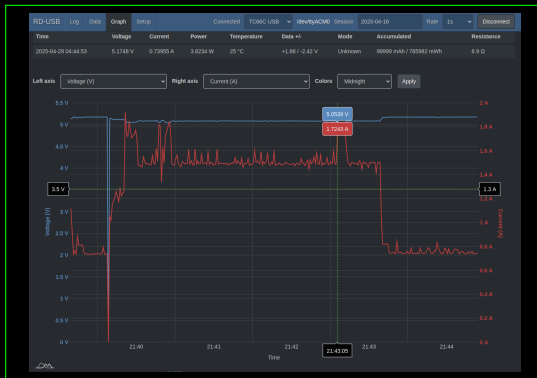 RD-USB Log Data Graph Setup Connected TC66C USB /dev/ttyACM0 Session 2025-04-16 Rate 1s Disconnect
Time Voltage Current Power Temperature Data +/- Mode Accumulated Resistance
2025-04-28 04:44:53 5.1748 V 0.73955 A 3.8234 W 25 °C +1.66 / -2.42 V Unknown 99999 mAh / 765982 mWh 6.9 Ω
Left axis Voltage (V) Right axis Current (A) Colors Midnight Apply
5.5 V 2 A
5.0539 V
5 V 1.8 A
1.7243 A
4.5 V 1.6 A
4 V 1.4 A
3.5 V 1.3 A
1.2 A
3 V 1 A
2.5 V 0.8 A
2 V
1.5 V 0.6 A
1 V 0.4 A
0.5 V 0.2 A
0 V 0 A
Voltage (V)
Current (A)
21:40 21:41 21:42 21:43 21:44
21:43:05
Time